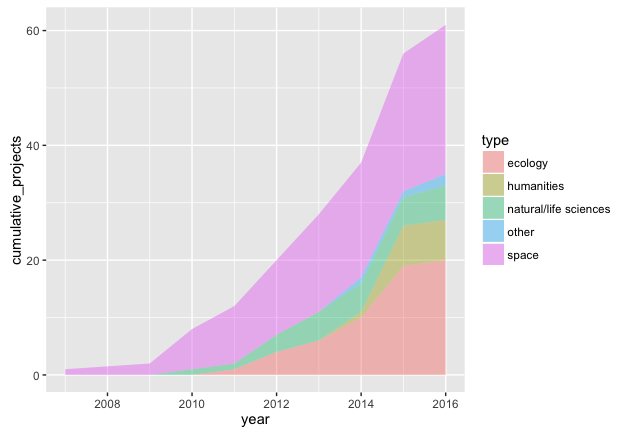 60
40
20
0
cumulative_projects
2008 2010 2012 2014 2016
year
type
ecology
humanities
natural/life sciences
other
space